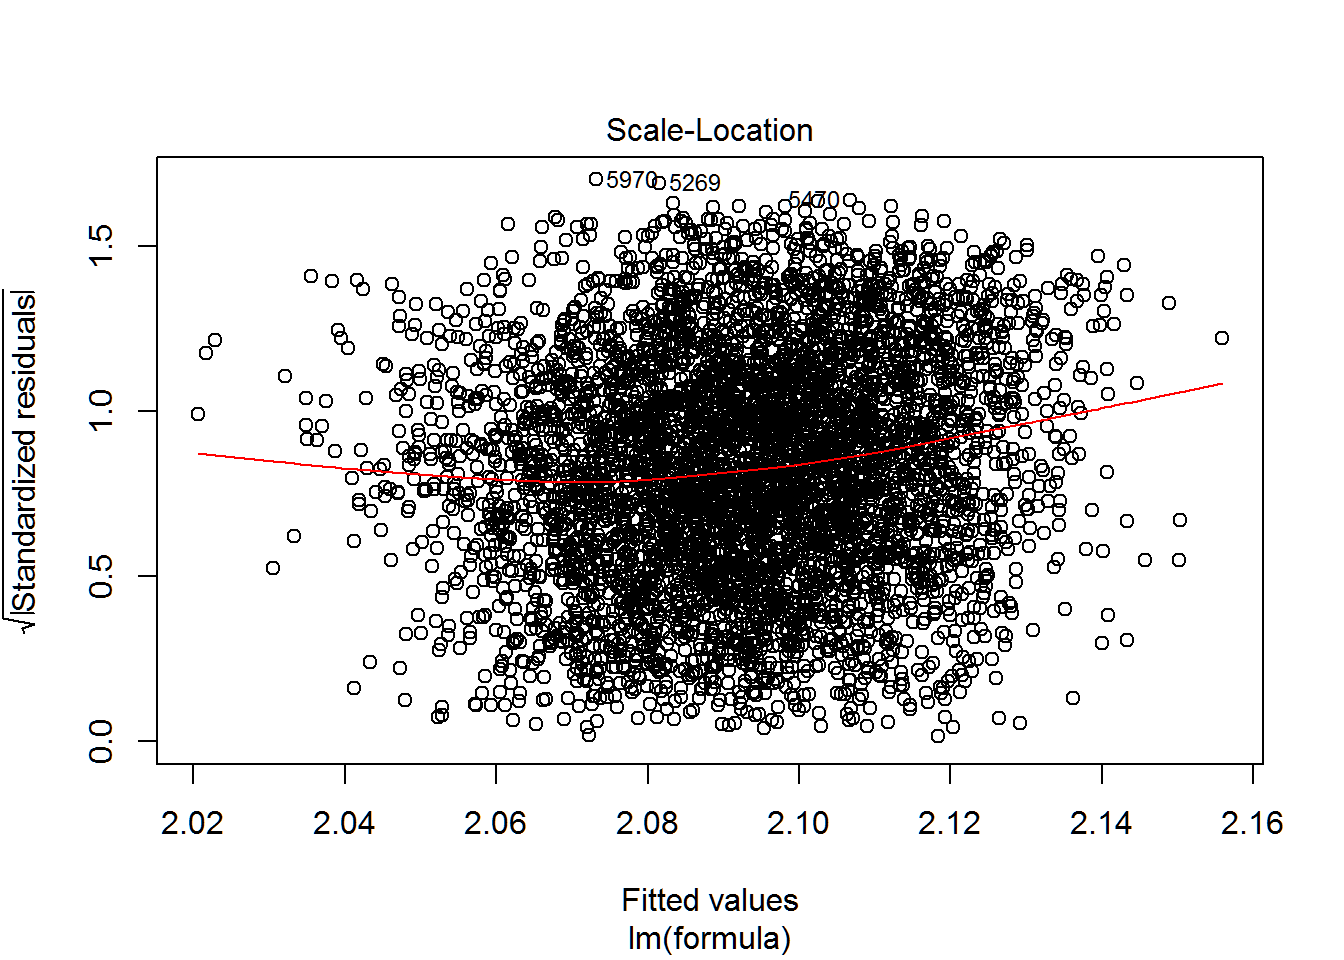 Scale-Location
5970 5269
5470
√|Standardized residuals|
0.0 0.5 1.0 1.5
2.02 2.04 2.06 2.08 2.10 2.12 2.14 2.16
Fitted values
lm(formula)